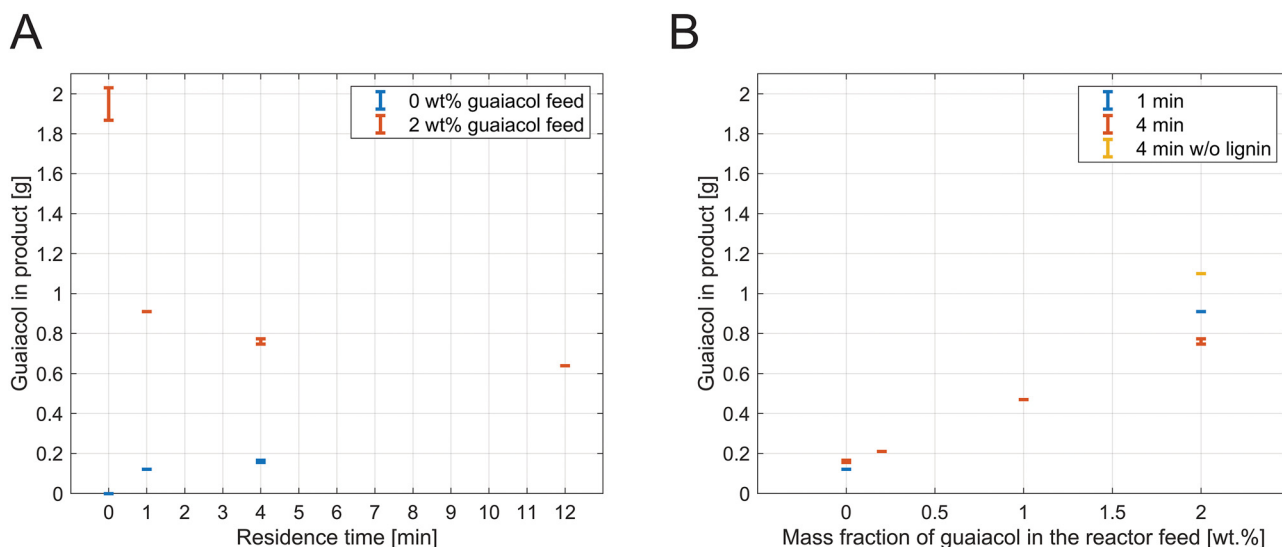 A
Guaiacol in product [g]
2
1.8
1.6
1.4
1.2
1
0.8
0.6
0.4
0.2
0
0 wt% guaiacol feed
2 wt% guaiacol feed
0 1 2 3 4 5 6 7 8 9 10 11 12
Residence time [min]
B
Guaiacol in product [g]
2
1.8
1.6
1.4
1.2
1
0.8
0.6
0.4
0.2
0
1 min
4 min
4 min w/o lignin
0 0.5 1 1.5 2
Mass fraction of guaiacol in the reactor feed [wt.%]